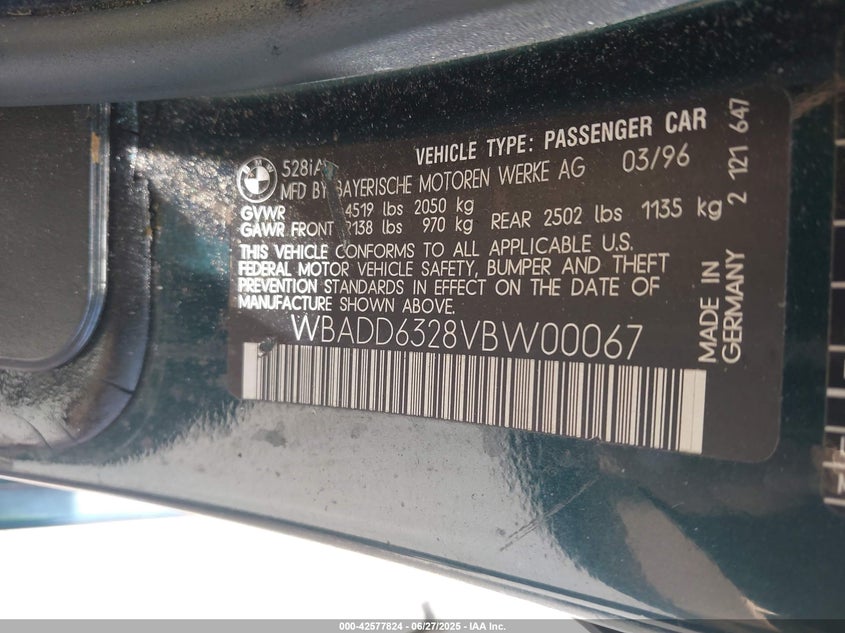 VEHICLE TYPE: PASSENGER CAR
BMW
528iA
MFD BY BAYERISCHE MOTOREN WERKE AG 03/96
GVWR 4519 lbs 2050 kg
GAWR FRONT 2138 lbs 970 kg REAR 2502 lbs 1135 kg
THIS VEHICLE CONFORMS TO ALL APPLICABLE U.S.
FEDERAL MOTOR VEHICLE SAFETY, BUMPER AND THEFT
PREVENTION STANDARDS IN EFFECT ON THE DATE OF
MANUFACTURE SHOWN ABOVE.
WBADD6328VBW00067
MADE IN
GERMANY
2 121 647
000-42577824 - 06/27/2025 - IAA Inc.